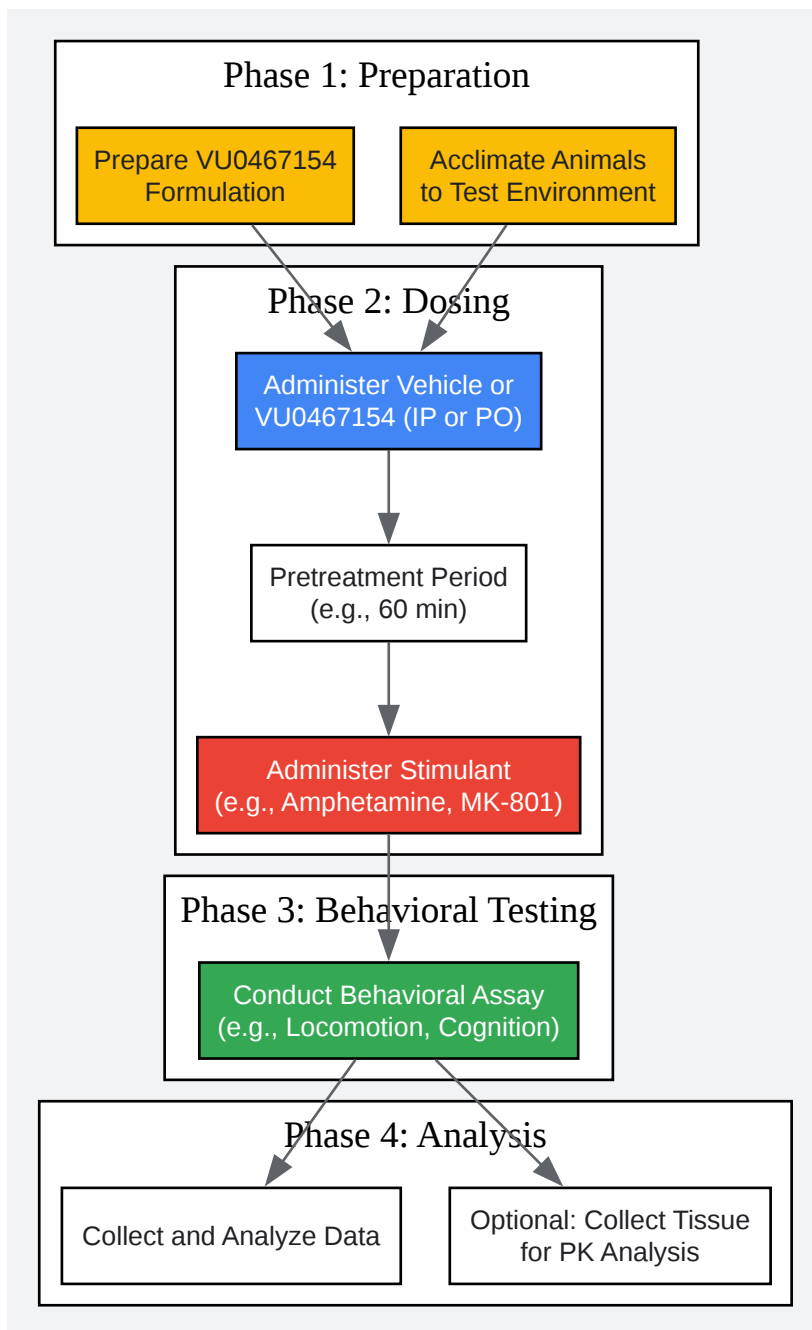 Phase 1: Preparation
Prepare VU0467154
Formulation
Acclimate Animals
to Test Environment
Phase 2: Dosing
Administer Vehicle or
VU0467154 (IP or PO)
Pretreatment Period
(e.g., 60 min)
Administer Stimulant
(e.g., Amphetamine, MK-801)
Phase 3: Behavioral Testing
Conduct Behavioral Assay
(e.g., Locomotion, Cognition)
Phase 4: Analysis
Collect and Analyze Data
Optional: Collect Tissue
for PK Analysis